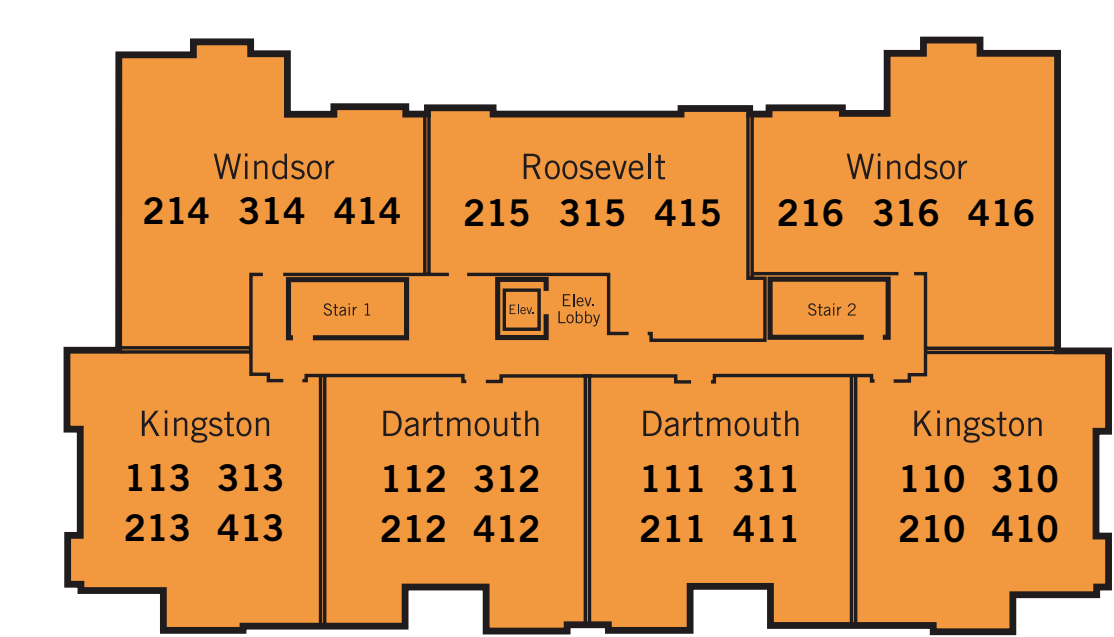 Windsor
214 314 414
Roosevelt
215 315 415
Windsor
216 316 416
Stair 1
Elev.
Elev.
Lobby
Stair 2
Kingston
113 313
213 413
Dartmouth
112 312
212 412
Dartmouth
111 311
211 411
Kingston
110 310
210 410